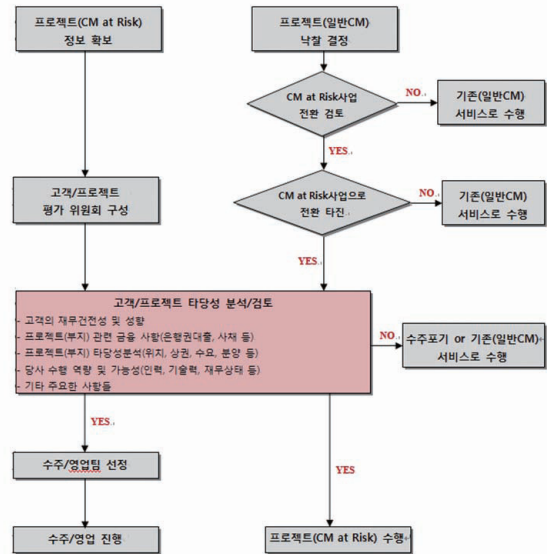 프로젝트(CM at Risk)
정보 확보
프로젝트(일반CM)
낙찰 결정
CM at Risk사업
전환 검토
NO
기존(일반CM)
서비스로 수행
YES
고객/프로젝트
평가 위원회 구성
CM at Risk사업으로
전환 타진
NO
기존(일반CM)
서비스로 수행
YES
고객/프로젝트 타당성 분석/검토
- 고객의 재무건전성 및 성향
- 프로젝트(부지) 관련 금융 사항(은행권대출, 사채 등)
- 프로젝트(부지) 타당성분석(위치, 상권, 수요, 분양 등)
- 당사 수행 역량 및 가능성(인력, 기술력, 재무상태 등)
- 기타 주요한 사항들
NO
수주포기 or 기존(일반CM)
서비스로 수행
YES
YES
수주/영업팀 선정
수주/영업 진행
프로젝트(CM at Risk) 수행